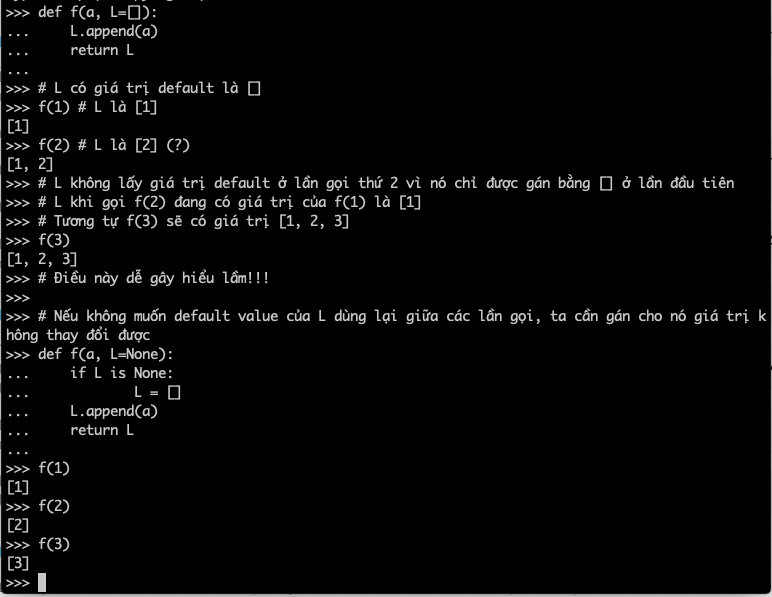 >>> def f(a, L=[]):
...     L.append(a)
...     return L
...
>>> # L có giá trị default là []
>>> f(1) # L là [1]
[1]
>>> f(2) # L là [2] (?)
[1, 2]
>>> # L không lấy giá trị default ở lần gọi thứ 2 vì nó chỉ được gán bằng [] ở lần đầu tiên
>>> # L khi gọi f(2) đang có giá trị của f(1) là [1]
>>> # Tương tự f(3) sẽ có giá trị [1, 2, 3]
>>> f(3)
[1, 2, 3]
>>> # Điều này dễ gây hiểu lầm!!!
>>>
>>> # Nếu không muốn default value của L dùng lại giữa các lần gọi, ta cần gán cho nó giá trị k
hông thay đổi được
>>> def f(a, L=None):
...     if L is None:
...             L = []
...     L.append(a)
...     return L
...
>>> f(1)
[1]
>>> f(2)
[2]
>>> f(3)
[3]
>>>